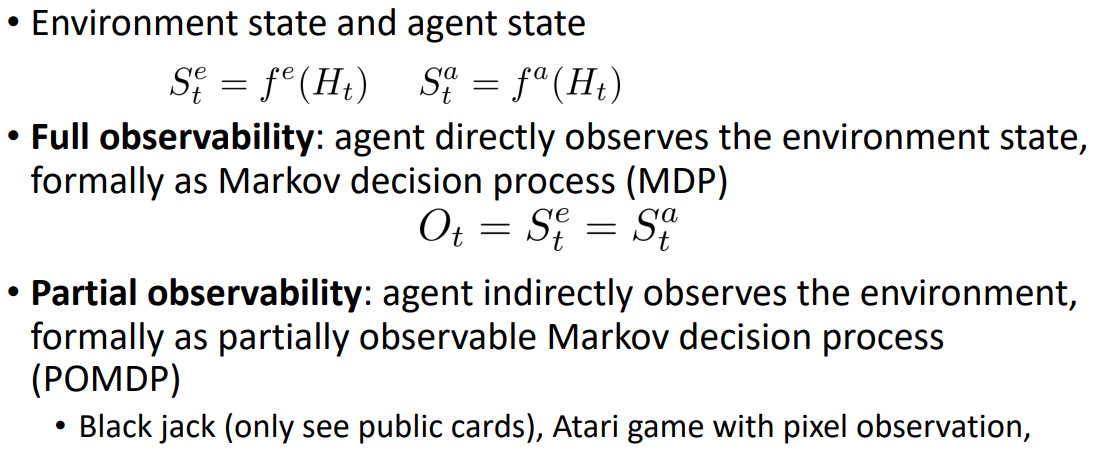 • Environment state and agent state
S_t^e = f^e(H_t)   S_t^a = f^a(H_t)
• Full observability: agent directly observes the environment state,
formally as Markov decision process (MDP)
O_t = S_t^e = S_t^a
• Partial observability: agent indirectly observes the environment,
formally as partially observable Markov decision process
(POMDP)
• Black jack (only see public cards), Atari game with pixel observation,